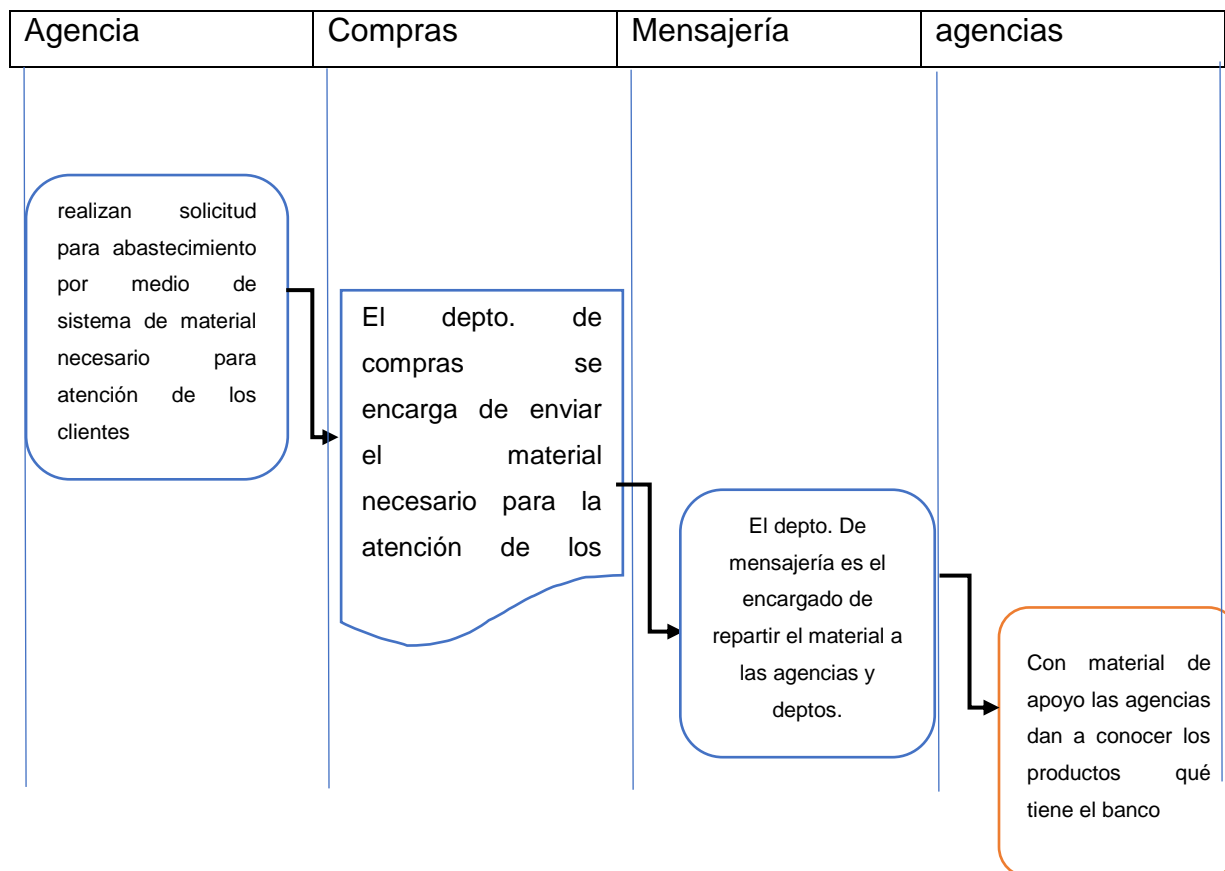 Agencia
Compras
Mensajería
agencias
realizan solicitud
para abastecimiento
por medio de
sistema de material
necesario para
atención de los
clientes
El depto. de
compras se
encarga de enviar
el material
necesario para la
atención de los
El depto. De
mensajería es el
encargado de
repartir el material a
las agencias y
deptos.
Con material de
apoyo las agencias
dan a conocer los
productos qué
tiene el banco